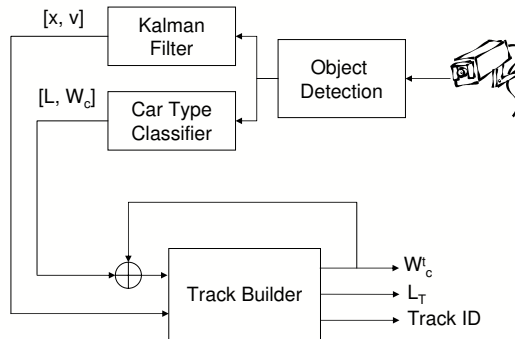 [x, v]
Kalman
Filter
Object
Detection
[L, W_c]
Car Type
Classifier
Track Builder
W^t_c
L_T
Track ID